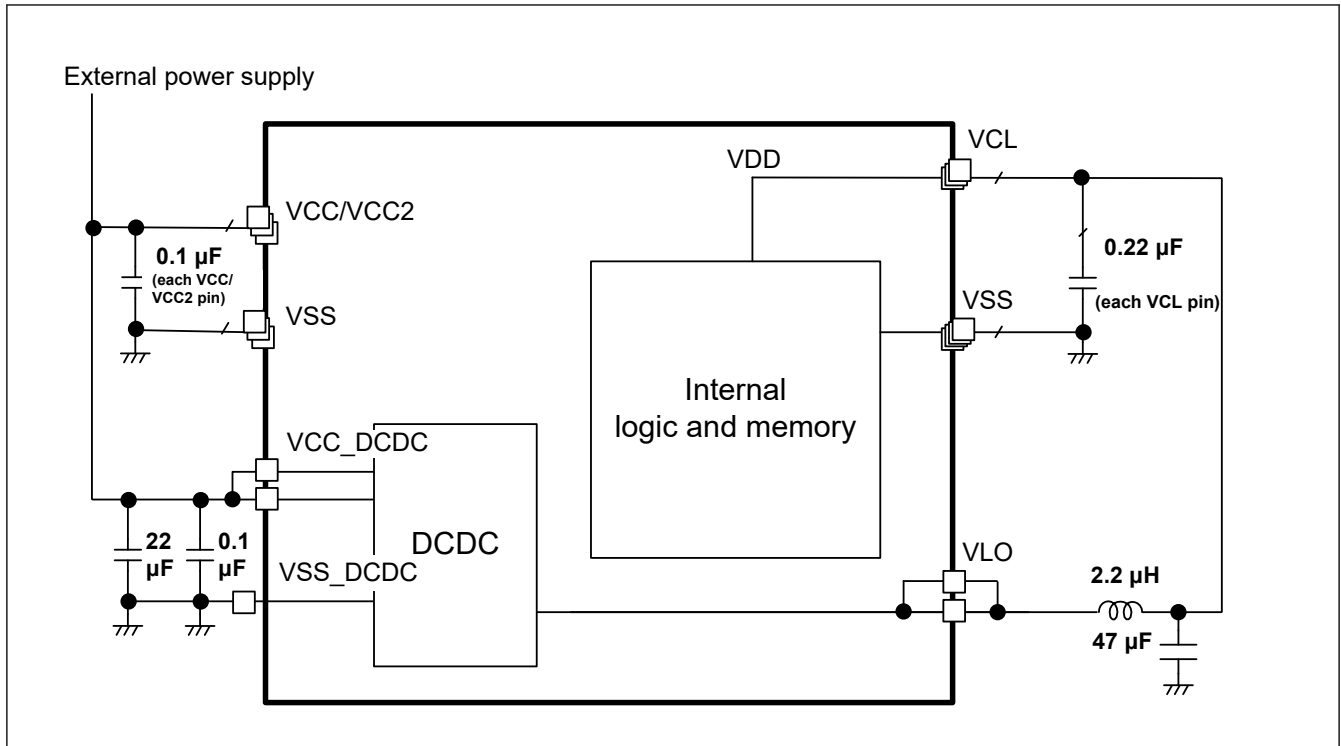 External power supply
VCL
VDD
VCC/VCC2
0.1 µF
(each VCC/
VCC2 pin)
0.22 µF
(each VCL pin)
VSS
VSS
Internal
logic and memory
VCC_DCDC
DCDC
22
µF
0.1
µF
VSS_DCDC
VLO
2.2 µH
47 µF